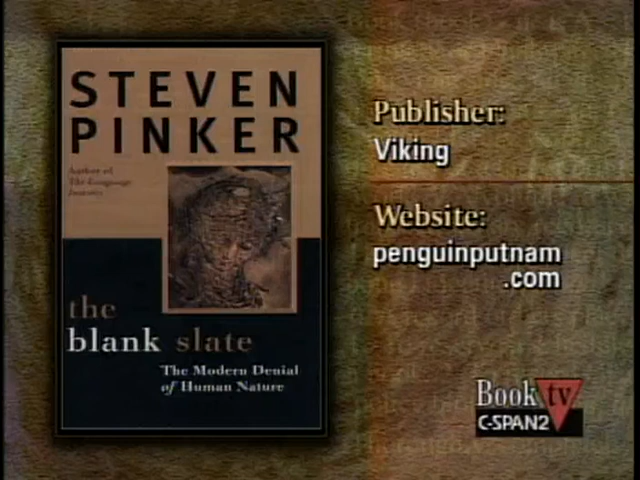 STEVEN
PINKER
Author of
The Language
Instinct
the
blank slate
The Modern Denial
of Human Nature
Publisher:
Viking
Website:
penguinputnam
.com
Book tv
C-SPAN2